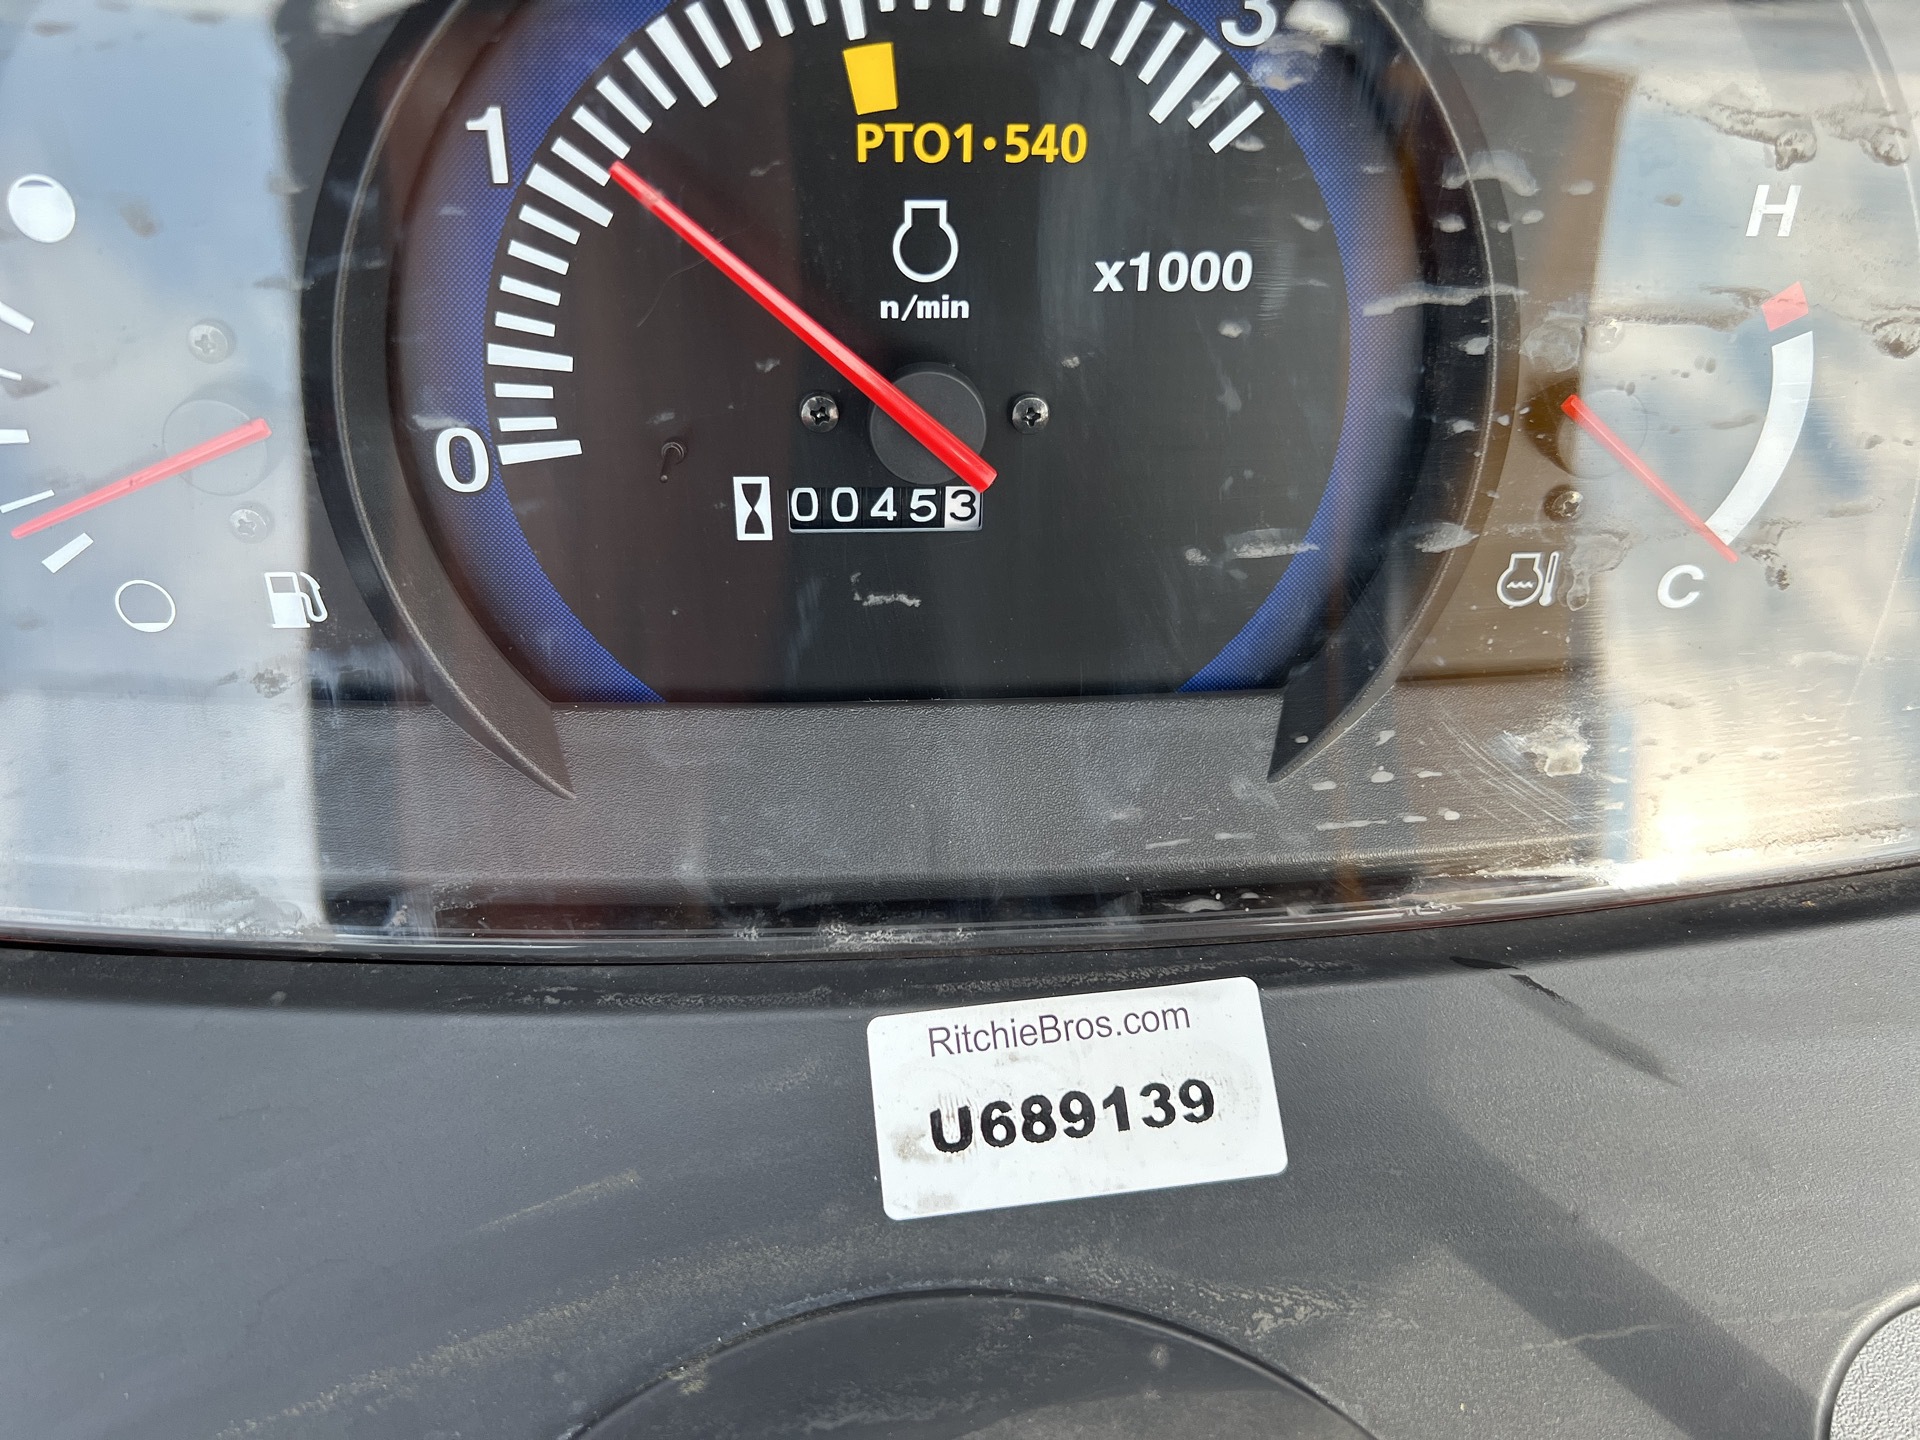 3
1
PTO1•540
H
x1000
n/min
0
00453
C
RitchieBros.com
U689139